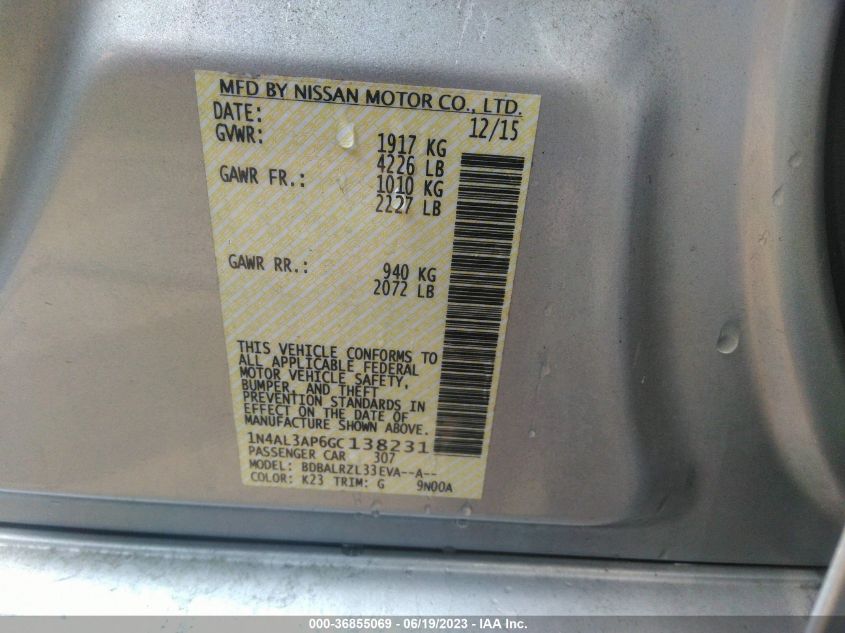 MFD BY NISSAN MOTOR CO., LTD.
DATE: 12/15
GVWR: 1917 KG
4226 LB
GAWR FR.: 1010 KG
2227 LB
GAWR RR.: 940 KG
2072 LB
THIS VEHICLE CONFORMS TO
ALL APPLICABLE FEDERAL
MOTOR VEHICLE SAFETY,
BUMPER, AND THEFT
PREVENTION STANDARDS IN
EFFECT ON THE DATE OF
MANUFACTURE SHOWN ABOVE.
1N4AL3AP6GC138231
PASSENGER CAR 307
MODEL: BDBALRZL33EVA--A--
COLOR: K23 TRIM: G 9N00A
000-36855069 - 06/19/2023 - IAA Inc.